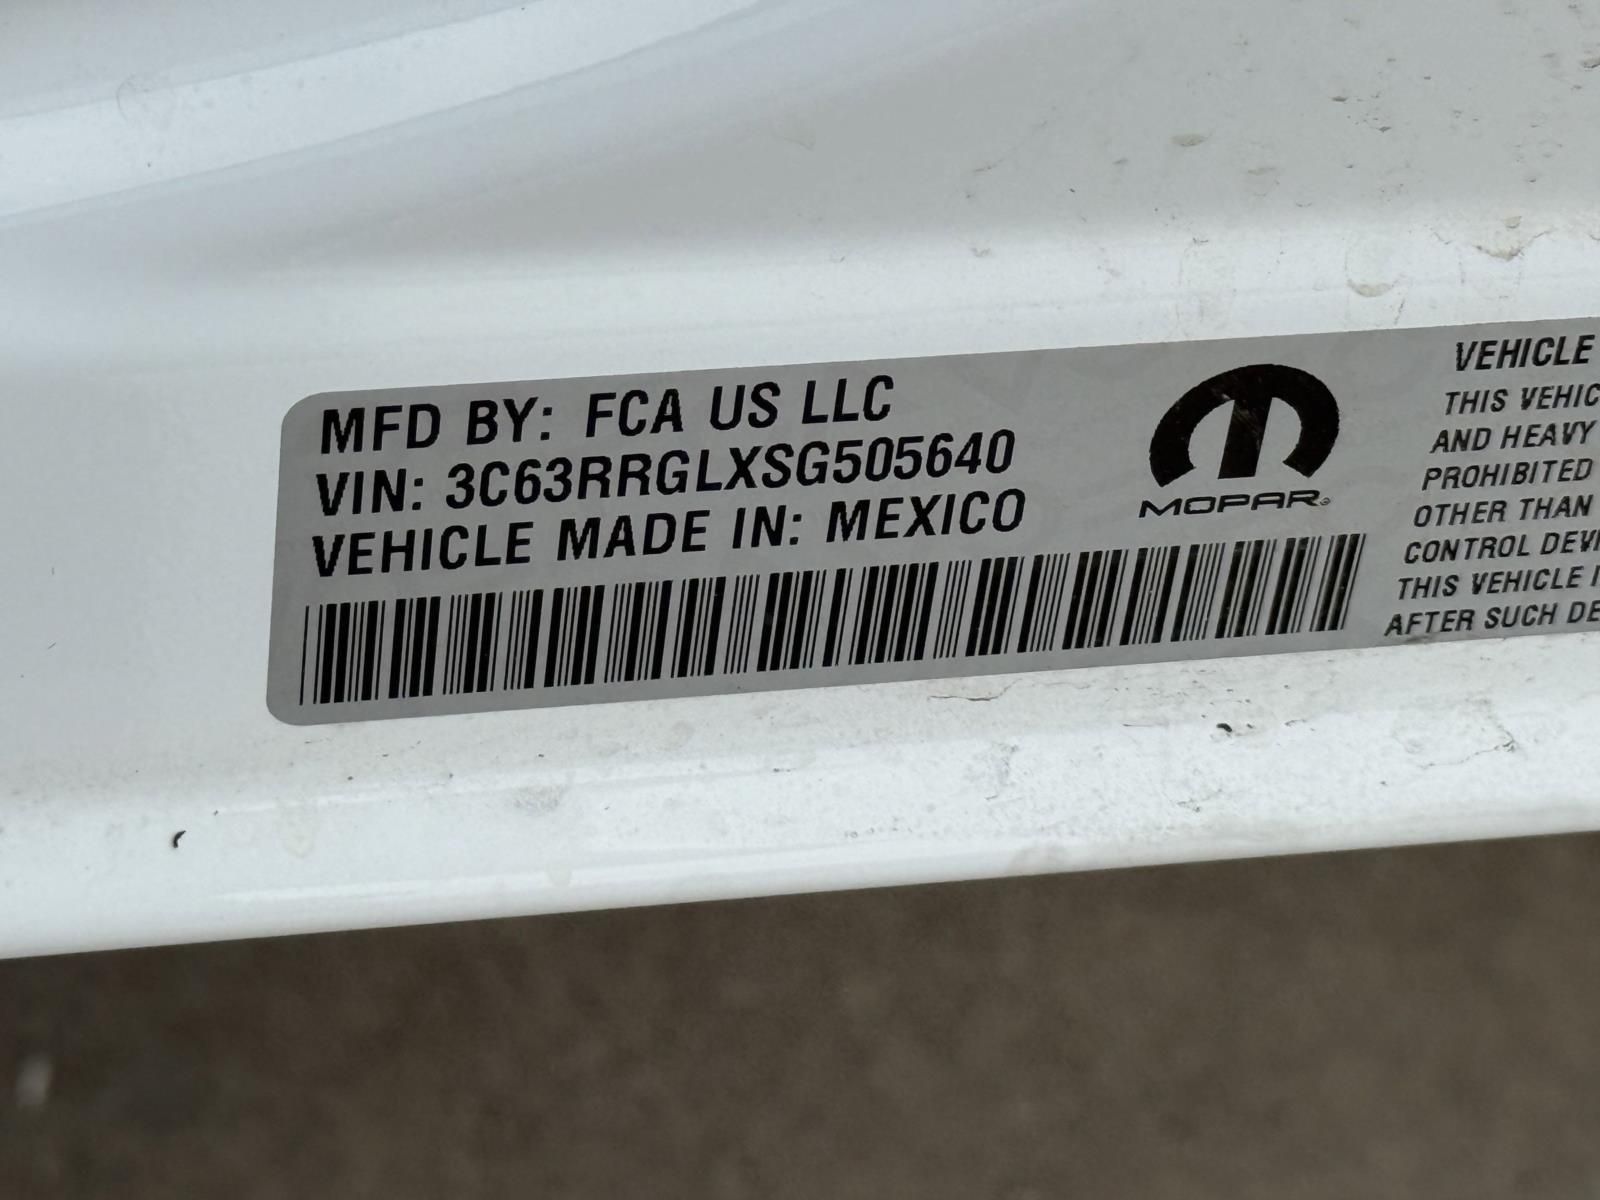 MFD BY: FCA US LLC
VIN: 3C63RRGLXSG505640
VEHICLE MADE IN: MEXICO
MOPAR
VEHICLE
THIS VEHIC
AND HEAVY
PROHIBITED
OTHER THAN
CONTROL DEVI
THIS VEHICLE I
AFTER SUCH DE